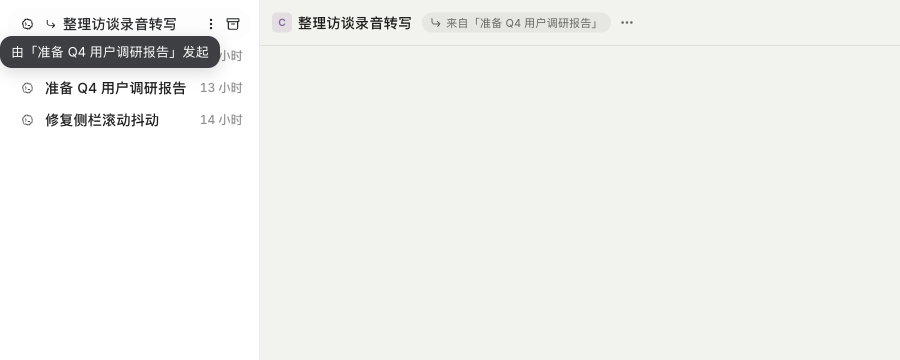 整理访谈录音转写
由「准备 Q4 用户调研报告」发起
小时
准备 Q4 用户调研报告 13 小时
修复侧栏滚动抖动 14 小时
C 整理访谈录音转写 来自「准备 Q4 用户调研报告」